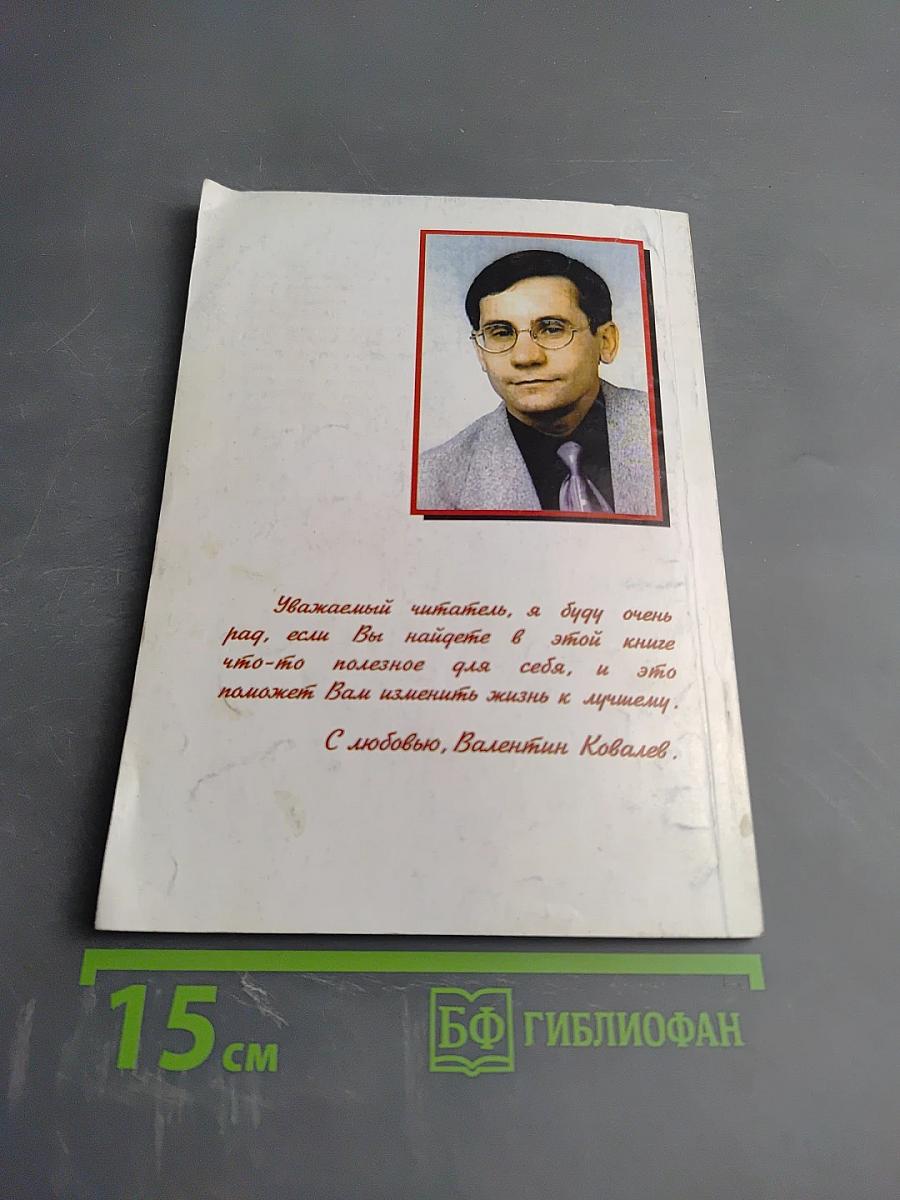 Уважаемый читатель, я буду очень
рад, если Вы найдете в этой книге
что-то полезное для себя, и это
поможет Вам изменить жизнь к лучшему.
С любовью, Валентин Ковалев.
15 см
БФ ГИБЛИОФАН